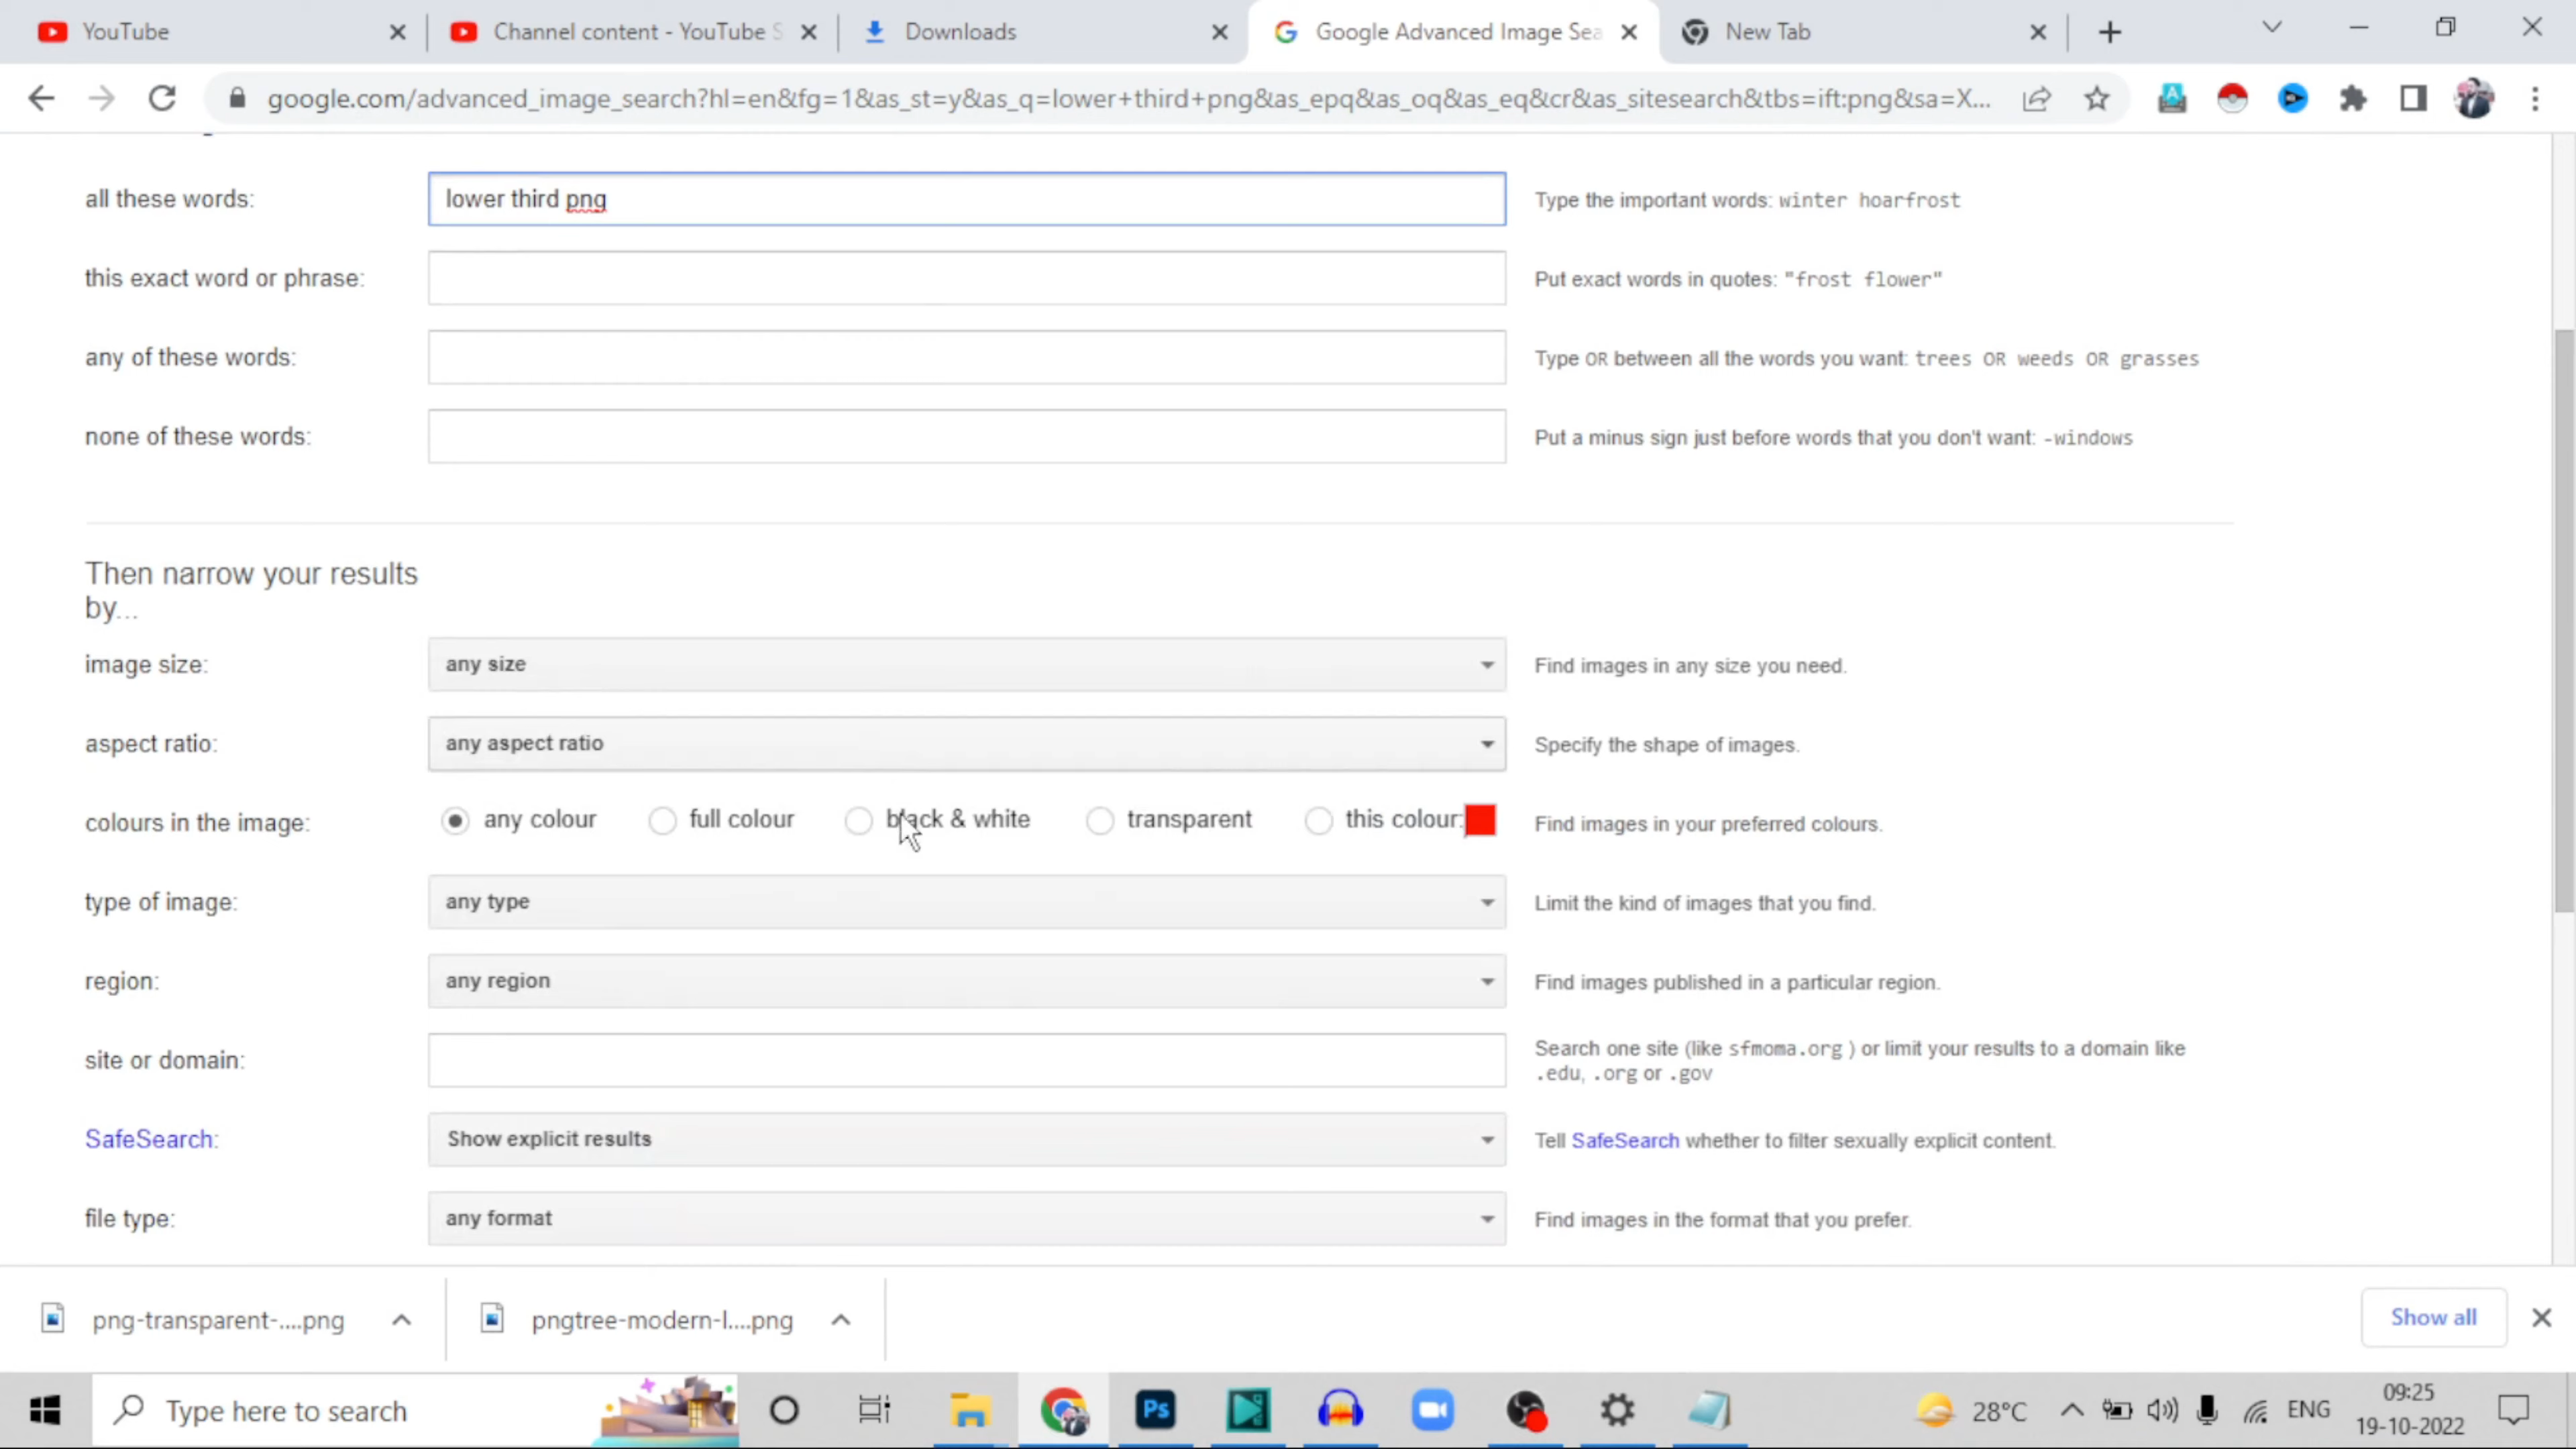 YouTube
Channel content - YouTube S
Downloads
Google Advanced Image Sea
New Tab
google.com/advanced_image_search?hl=en&fg=1&as_st=y&as_q=lower+third+png&as_epq&as_oq&as_eq&cr&as_sitesearch&tbs=ift:png&sa=X...
all these words: lower third png Type the important words: winter hoarfrost
this exact word or phrase: Put exact words in quotes: "frost flower"
any of these words: Type OR between all the words you want: trees OR weeds OR grasses
none of these words: Put a minus sign just before words that you don't want: -windows
Then narrow your results
by...
image size: any size Find images in any size you need.
aspect ratio: any aspect ratio Specify the shape of images.
colours in the image: any colour full colour black & white transparent this colour: Find images in your preferred colours.
type of image: any type Limit the kind of images that you find.
region: any region Find images published in a particular region.
site or domain: Search one site (like sfmoma.org ) or limit your results to a domain like
.edu, .org or .gov
SafeSearch: Show explicit results Tell SafeSearch whether to filter sexually explicit content.
file type: any format Find images in the format that you prefer.
png-transparent-....png
pngtree-modern-l....png
Show all
Type here to search
Ps
28°C
ENG
09:25
19-10-2022